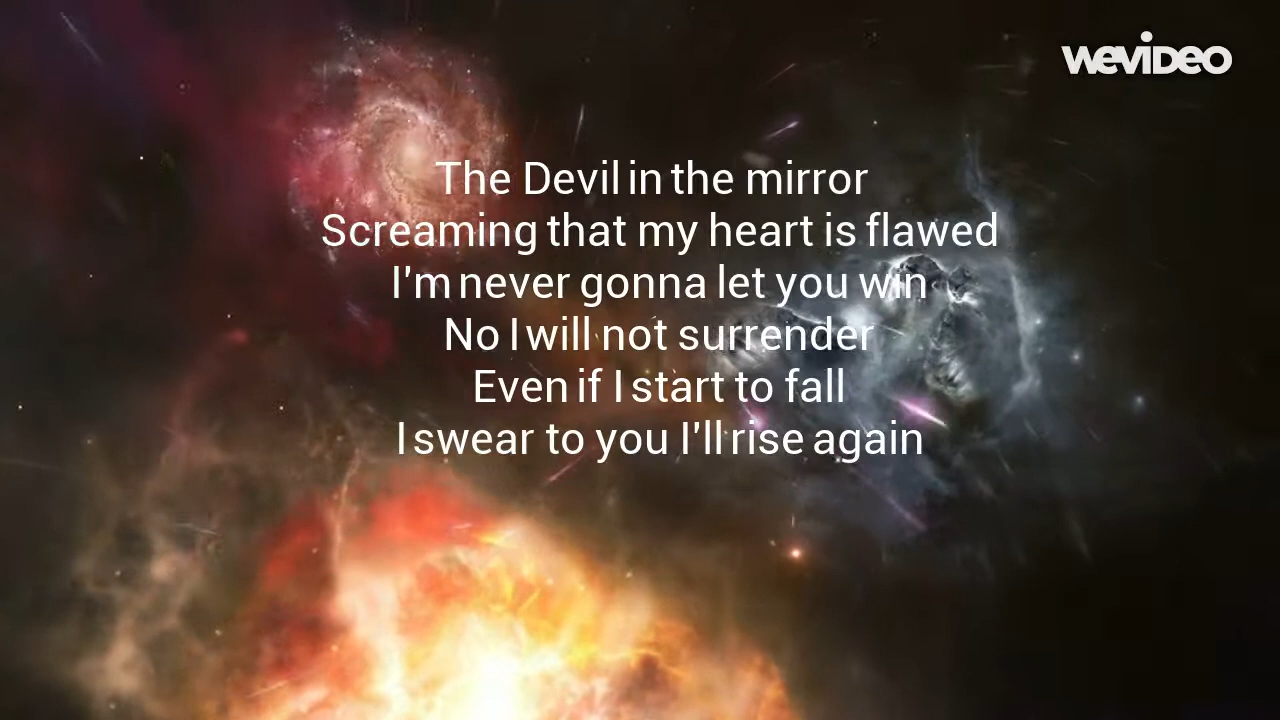 WEVIDEO
The Devil in the mirror
Screaming that my heart is flawed
I'm never gonna let you win
No I will not surrender
Even if I start to fall
I swear to you I'll rise again